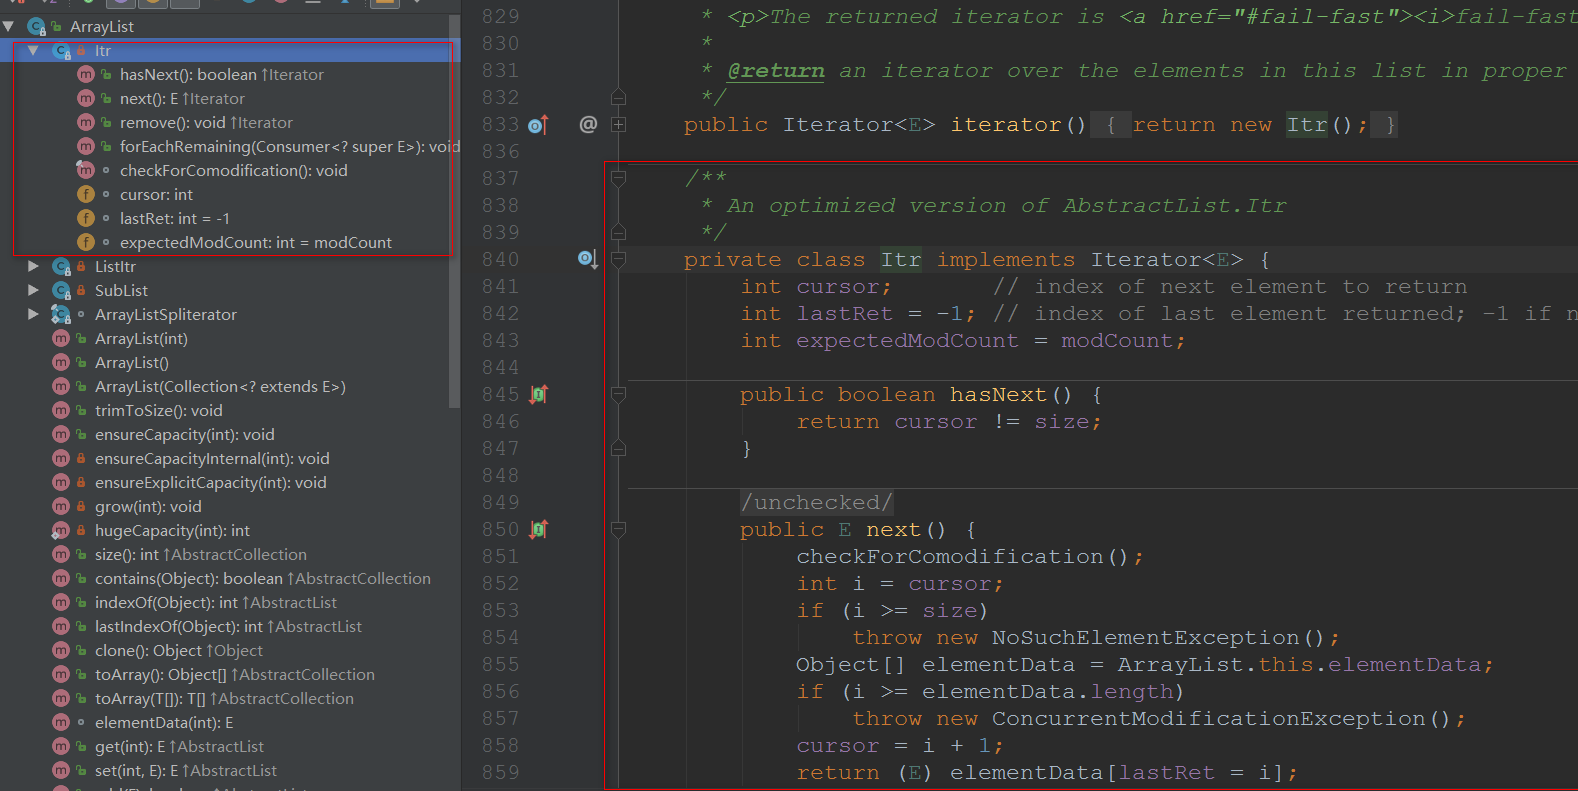 ArrayList
Itr
hasNext(): boolean ↑Iterator
next(): E ↑Iterator
remove(): void ↑Iterator
forEachRemaining(Consumer<? super E>): void
checkForComodification(): void
cursor: int
lastRet: int = -1
expectedModCount: int = modCount
ListItr
SubList
ArrayListSpliterator
ArrayList(int)
ArrayList()
ArrayList(Collection<? extends E>)
trimToSize(): void
ensureCapacity(int): void
ensureCapacityInternal(int): void
ensureExplicitCapacity(int): void
grow(int): void
hugeCapacity(int): int
size(): int ↑AbstractCollection
contains(Object): boolean ↑AbstractCollection
indexOf(Object): int ↑AbstractList
lastIndexOf(Object): int ↑AbstractList
clone(): Object ↑Object
toArray(): Object[] ↑AbstractCollection
toArray(T[]): T[] ↑AbstractCollection
elementData(int): E
get(int): E ↑AbstractList
set(int, E): E ↑AbstractList
829 * <p>The returned iterator is <a href="#fail-fast"><i>fail-fast
830 *
831 * @return an iterator over the elements in this list in proper
832 */
833 @ public Iterator<E> iterator() { return new Itr(); }
836
837 /**
838 * An optimized version of AbstractList.Itr
839 */
840 private class Itr implements Iterator<E> {
841 int cursor; // index of next element to return
842 int lastRet = -1; // index of last element returned; -1 if n
843 int expectedModCount = modCount;
844
845 public boolean hasNext() {
846 return cursor != size;
847 }
848
849 /unchecked/
850 public E next() {
851 checkForComodification();
852 int i = cursor;
853 if (i >= size)
854 throw new NoSuchElementException();
855 Object[] elementData = ArrayList.this.elementData;
856 if (i >= elementData.length)
857 throw new ConcurrentModificationException();
858 cursor = i + 1;
859 return (E) elementData[lastRet = i];